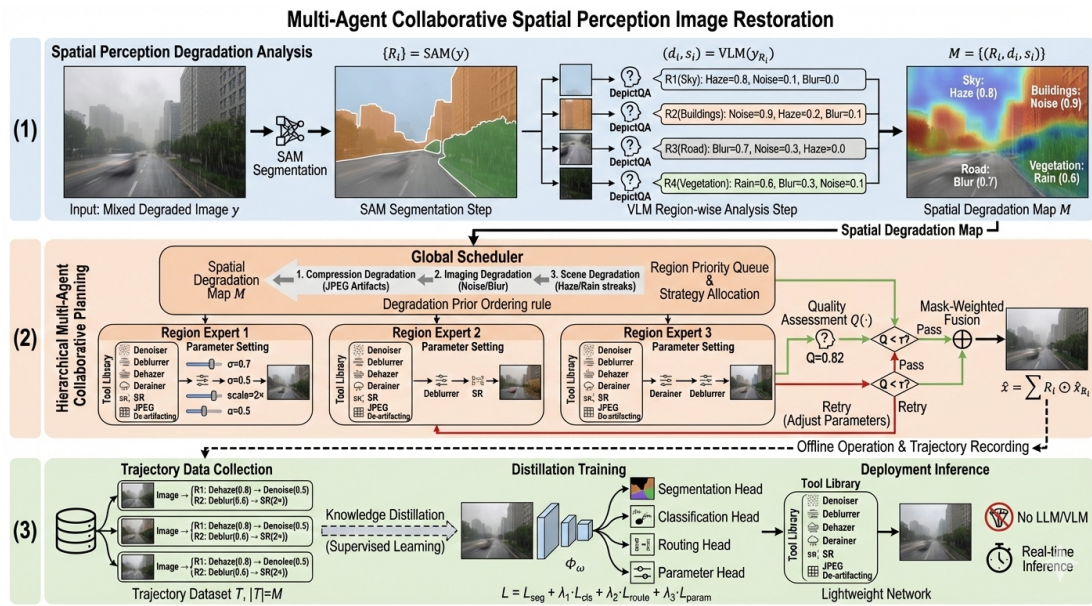 Multi-Agent Collaborative Spatial Perception Image Restoration
(1)
Spatial Perception Degradation Analysis
{R_i} = SAM(y)
(d_i, s_i) = VLM(y_{R_i})
M = {(R_i, d_i, s_i)}
SAM
Segmentation
DepictQA
R1(Sky): Haze=0.8, Noise=0.1, Blur=0.0
DepictQA
R2(Buildings): Noise=0.9, Haze=0.2, Blur=0.1
DepictQA
R3(Road): Blur=0.7, Noise=0.3, Haze=0.0
DepictQA
R4(Vegetation): Rain=0.6, Blur=0.3, Noise=0.1
Sky:
Haze (0.8)
Buildings:
Noise (0.9)
Road:
Blur (0.7)
Vegetation:
Rain (0.6)
Input: Mixed Degraded Image y
SAM Segmentation Step
VLM Region-wise Analysis Step
Spatial Degradation Map M
Spatial Degradation Map
(2)
Hierarchical Multi-Agent
Collaborative Planning
Global Scheduler
Spatial
Degradation
Map M
1. Compression Degradation
(JPEG Artifacts)
2. Imaging Degradation
(Noise/Blur)
3. Scene Degradation
(Haze/Rain streaks)
Region Priority Queue
&
Strategy Allocation
Degradation Prior Ordering rule
Region Expert 1
Tool Library
Denoiser
Deblurrer
Dehazer
Derainer
SR SR
JPEG
De-artifacting
Parameter Setting
σ=0.7
σ=0.5
scale=2×
α=0.5
Region Expert 2
Tool Library
Denoiser
Deblurrer
Dehazer
Derainer
SR SR
JPEG
De-artifacting
Parameter Setting
Deblurrer
SR
Region Expert 3
Tool Library
Denoiser
Deblurrer
Dehazer
Derainer
SR SR
JPEG
De-artifacting
Parameter Setting
Derainer
Dehazer
Quality
Assessment Q(·)
Q=0.82
Q < τ?
Pass
Pass
Q < τ?
Retry
(Adjust Parameters)
Retry
Mask-Weighted
Fusion
x̂ = ∑ R_i ⊙ x̂_{R_i}
Offline Operation & Trajectory Recording
(3)
Trajectory Data Collection
Image → (R1: Dehaze(0.8) → Denoise(0.5)
R2: Deblur(6.6) → SR(2×))
Image → (R1: Dehaze(0.8) → Denoise(0.5)
R2: Deblur(0.6) → SR(2×))
Image → (R1: Dehaze(0.8) → Denoise(0.5)
R2: Deblur(0.6) → SR(2×))
Trajectory Dataset T, |T|=M
Knowledge Distillation
(Supervised Learning)
Distillation Training
Φ_ω
Segmentation Head
Classification Head
Routing Head
Parameter Head
L = L_seg + λ₁·L_cls + λ₂·L_route + λ₃·L_param
Deployment Inference
Tool Library
Tool Library
Denoiser
Deblurrer
Dehazer
Derainer
SR SR
JPEG
De-artifacting
Lightweight Network
No LLM/VLM
Real-time
Inference